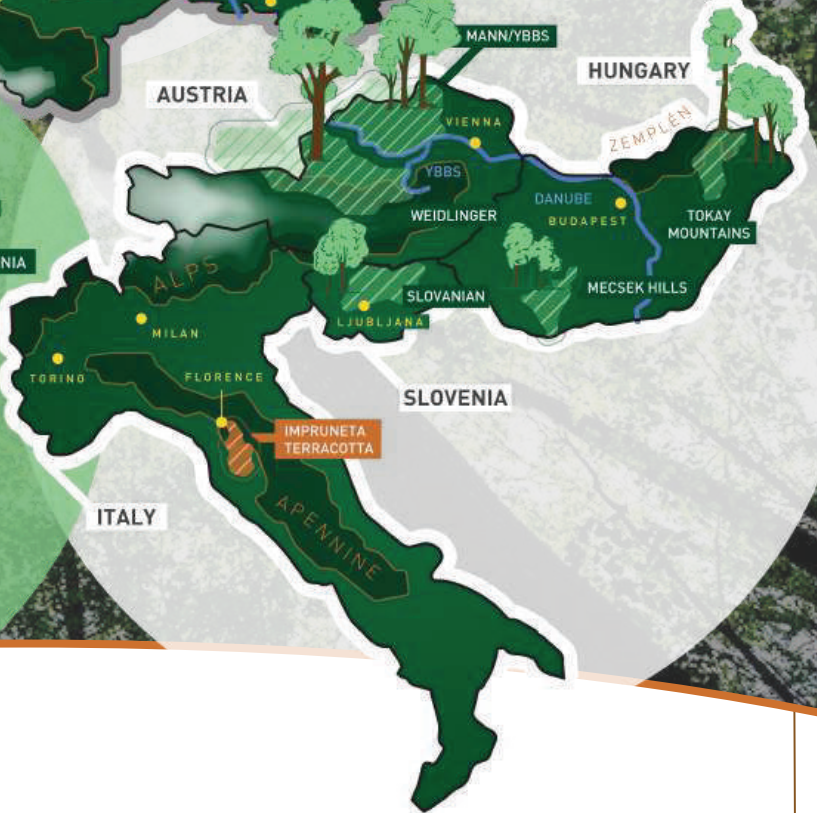 MANN/YBBS
HUNGARY
AUSTRIA
VIENNA
ZEMPLÉN
YBBS
DANUBE
WEIDLINGER
BUDAPEST
TOKAY
MOUNTAINS
NIA
ALPS
MECSEK HILLS
SLOVANIAN
LJUBLJANA
MILAN
TORINO
FLORENCE
SLOVENIA
IMPRUNETA
TERRACOTTA
ITALY
APENNINE